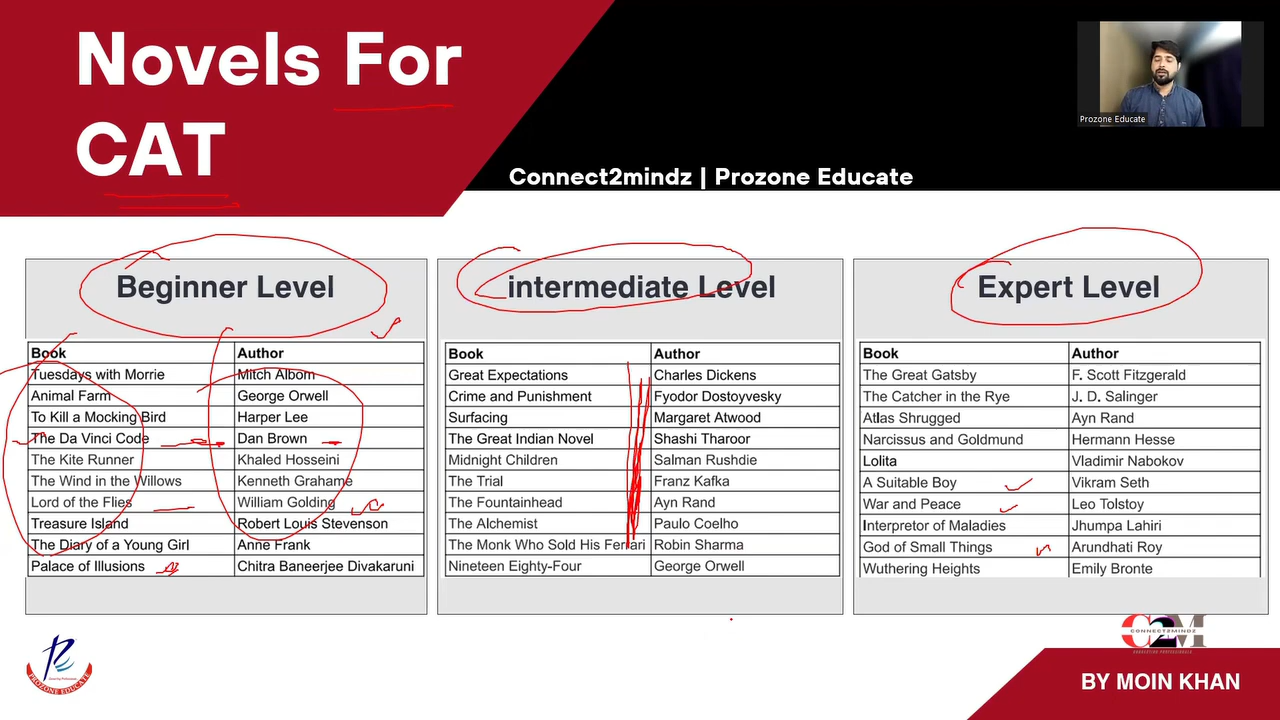 Novels For
CAT
Prozone Educate
Connect2mindz | Prozone Educate
Beginner Level
Book Author
Tuesdays with Morrie Mitch Albom
Animal Farm George Orwell
To Kill a Mocking Bird Harper Lee
The Da Vinci Code Dan Brown
The Kite Runner Khaled Hosseini
The Wind in the Willows Kenneth Grahame
Lord of the Flies William Golding
Treasure Island Robert Louis Stevenson
The Diary of a Young Girl Anne Frank
Palace of Illusions Chitra Baneerjee Divakaruni
intermediate Level
Book Author
Great Expectations Charles Dickens
Crime and Punishment Fyodor Dostoyvesky
Surfacing Margaret Atwood
The Great Indian Novel Shashi Tharoor
Midnight Children Salman Rushdie
The Trial Franz Kafka
The Fountainhead Ayn Rand
The Alchemist Paulo Coelho
The Monk Who Sold His Ferrari Robin Sharma
Nineteen Eighty-Four George Orwell
Expert Level
Book Author
The Great Gatsby F. Scott Fitzgerald
The Catcher in the Rye J. D. Salinger
Atlas Shrugged Ayn Rand
Narcissus and Goldmund Hermann Hesse
Lolita Vladimir Nabokov
A Suitable Boy Vikram Seth
War and Peace Leo Tolstoy
Interpretor of Maladies Jhumpa Lahiri
God of Small Things Arundhati Roy
Wuthering Heights Emily Bronte
PROZONE EDUCATE
C2M
CONNECT2MINDZ
BY MOIN KHAN